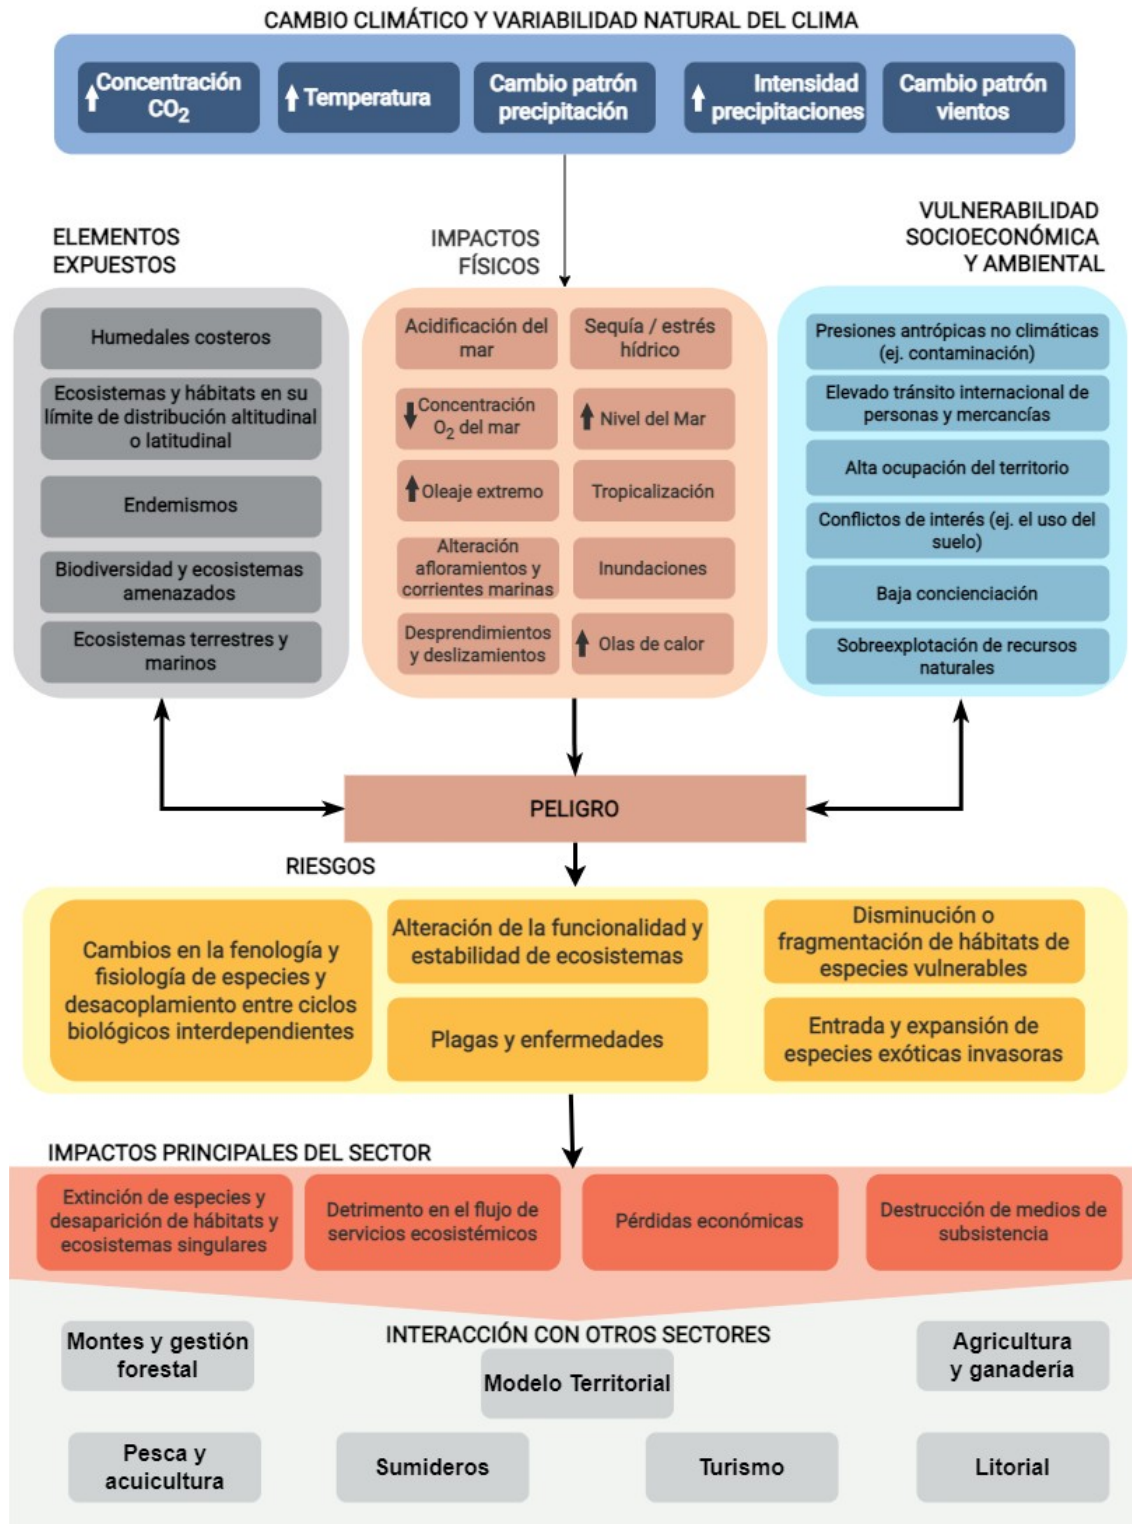 CAMBIO CLIMÁTICO Y VARIABILIDAD NATURAL DEL CLIMA
Concentración
CO2
Temperatura
Cambio patrón
precipitación
Intensidad
precipitaciones
Cambio patrón
vientos
ELEMENTOS
EXPUESTOS
Humedales costeros
Ecosistemas y hábitats en su
límite de distribución altitudinal
o latitudinal
Endemismos
Biodiversidad y ecosistemas
amenazados
Ecosistemas terrestres y
marinos
IMPACTOS
FÍSICOS
Acidificación del
mar
Sequía / estrés
hídrico
Concentración
O2 del mar
Nivel del Mar
Oleaje extremo
Tropicalización
Alteración
afloramientos y
corrientes marinas
Inundaciones
Desprendimientos
y deslizamientos
Olas de calor
VULNERABILIDAD
SOCIOECONÓMICA
Y AMBIENTAL
Presiones antrópicas no climáticas
(ej. contaminación)
Elevado tránsito internacional de
personas y mercancías
Alta ocupación del territorio
Conflictos de interés (ej. el uso del
suelo)
Baja concienciación
Sobreexplotación de recursos
naturales
PELIGRO
RIESGOS
Cambios en la fenología y
fisiología de especies y
desacoplamiento entre ciclos
biológicos interdependientes
Alteración de la funcionalidad y
estabilidad de ecosistemas
Disminución o
fragmentación de hábitats de
especies vulnerables
Plagas y enfermedades
Entrada y expansión de
especies exóticas invasoras
IMPACTOS PRINCIPALES DEL SECTOR
Extinción de especies y
desaparición de hábitats y
ecosistemas singulares
Detrimento en el flujo de
servicios ecosistémicos
Pérdidas económicas
Destrucción de medios de
subsistencia
INTERACCIÓN CON OTROS SECTORES
Montes y gestión
forestal
Modelo Territorial
Agricultura
y ganadería
Pesca y
acuicultura
Sumideros
Turismo
Litorial